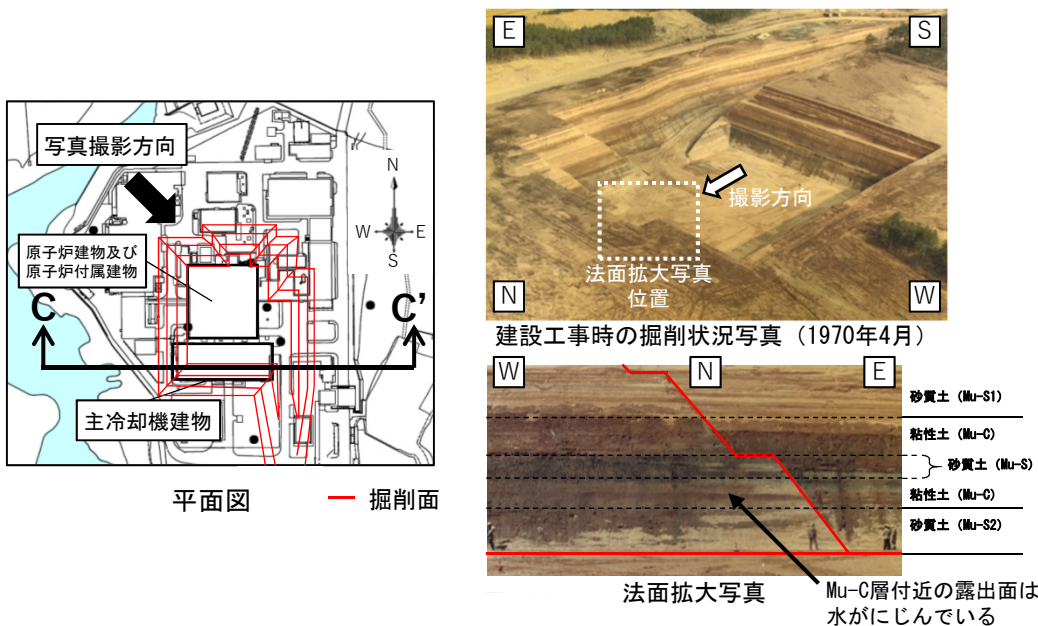 写真撮影方向
N
W
E
S
原子炉建物及び
原子炉付属建物
C
C’
主冷却機建物
平面図
掘削面
E
S
撮影方向
法面拡大写真
位置
N
W
建設工事時の掘削状況写真（1970年4月）
W
N
E
砂質土（Mu-S1）
粘性土（Mu-C）
砂質土（Mu-S）
粘性土（Mu-C）
砂質土（Mu-S2）
法面拡大写真
Mu-C層付近の露出面は
水がにじんでいる